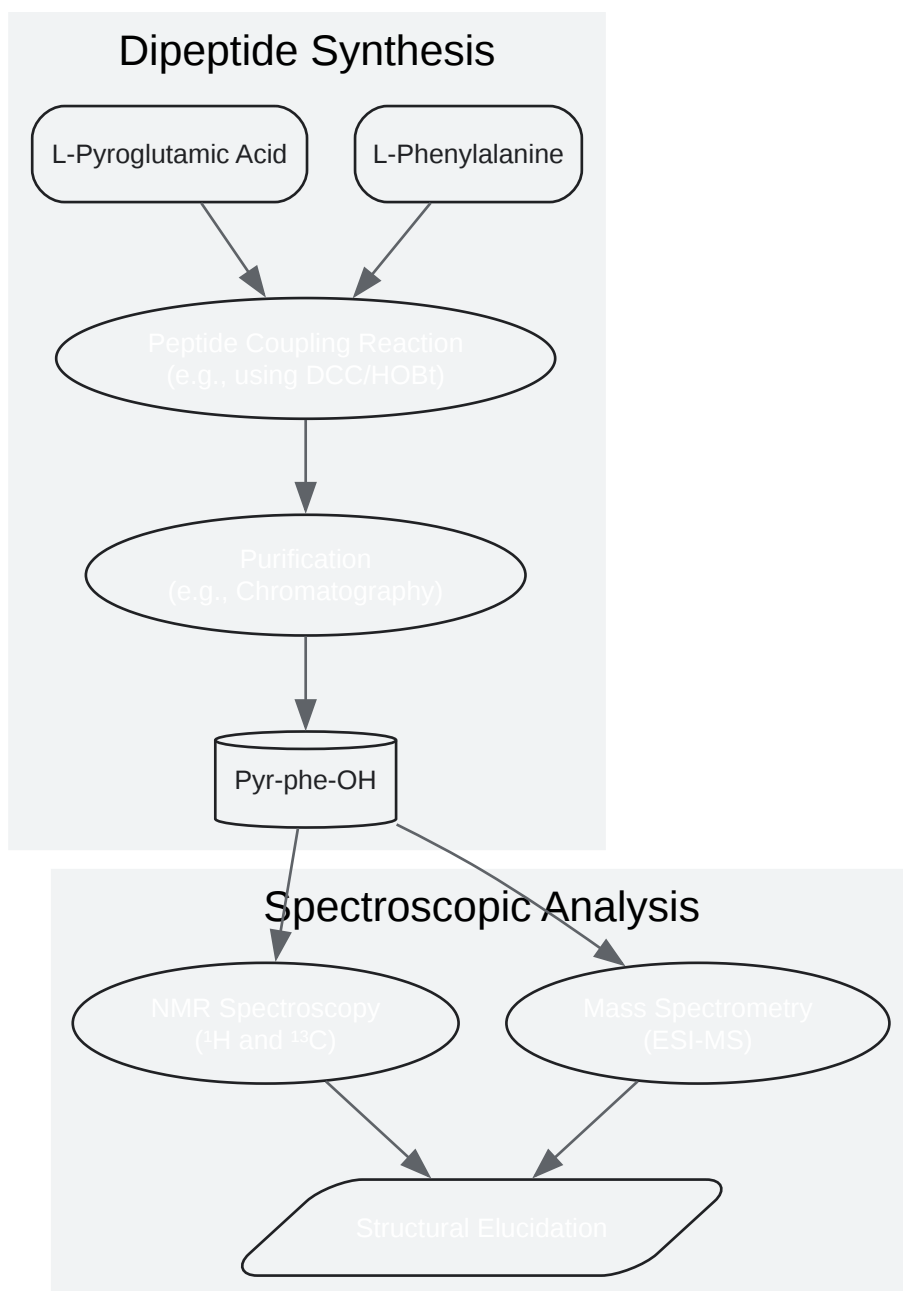 Dipeptide Synthesis
L-Pyroglutamic Acid
L-Phenylalanine
Peptide Coupling Reaction
(e.g., using DCC/HOBt)
Purification
(e.g., Chromatography)
Pyr-phe-OH
Spectroscopic Analysis
NMR Spectroscopy
(¹H and ¹³C)
Mass Spectrometry
(ESI-MS)
Structural Elucidation